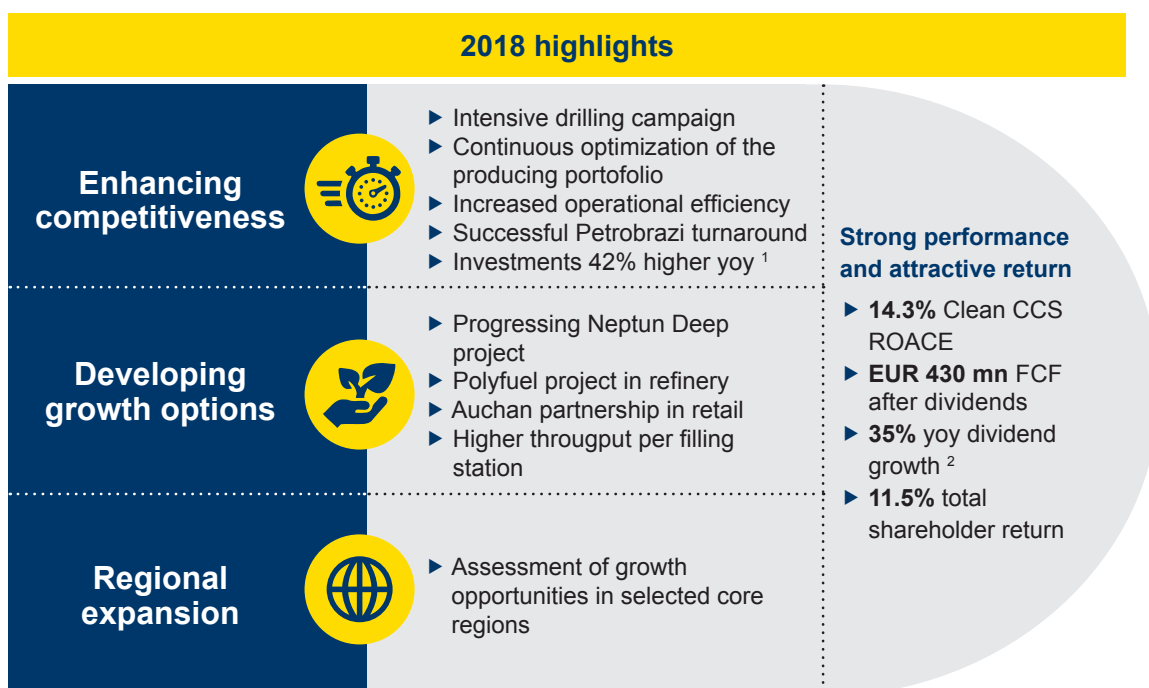 2018 highlights
Enhancing
competitiveness
▶ Intensive drilling campaign
▶ Continuous optimization of the
producing portofolio
▶ Increased operational efficiency
▶ Successful Petrobrazi turnaround
▶ Investments 42% higher yoy 1
Developing
growth options
▶ Progressing Neptun Deep
project
▶ Polyfuel project in refinery
▶ Auchan partnership in retail
▶ Higher througput per filling
station
Regional
expansion
▶ Assessment of growth
opportunities in selected core
regions
Strong performance
and attractive return
▶ 14.3% Clean CCS
ROACE
▶ EUR 430 mn FCF
after dividends
▶ 35% yoy dividend
growth 2
▶ 11.5% total
shareholder return